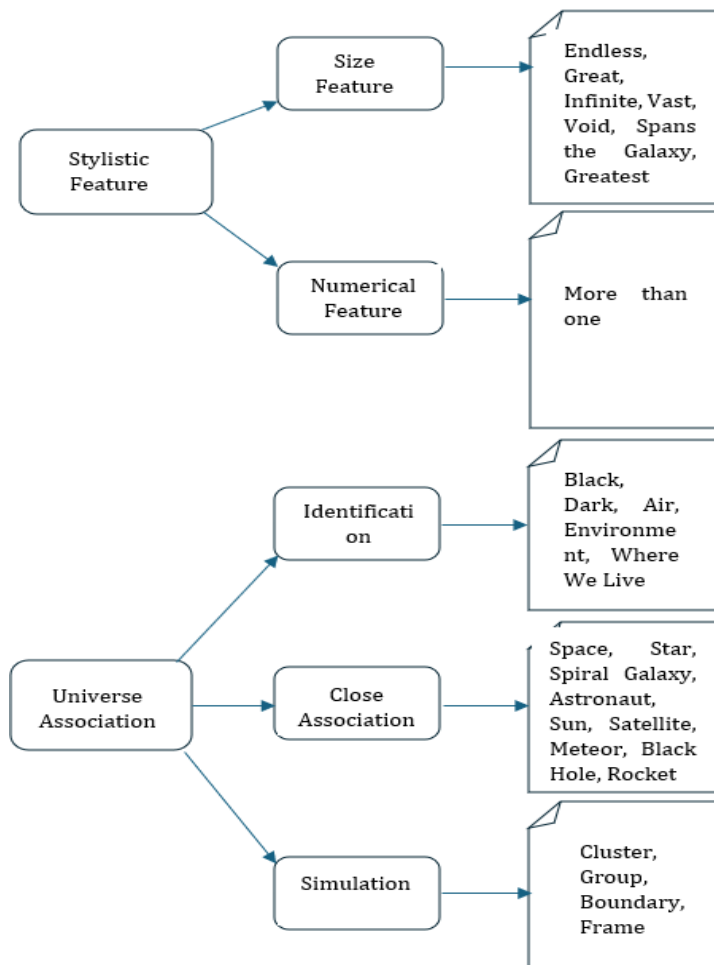 Stylistic
Feature
Size
Feature
Endless,
Great,
Infinite, Vast,
Void, Spans
the Galaxy,
Greatest
Numerical
Feature
More than
one
Universe
Association
Identificati
on
Black,
Dark, Air,
Environme
nt, Where
We Live
Close
Association
Space, Star,
Spiral Galaxy,
Astronaut,
Sun, Satellite,
Meteor, Black
Hole, Rocket
Simulation
Cluster,
Group,
Boundary,
Frame